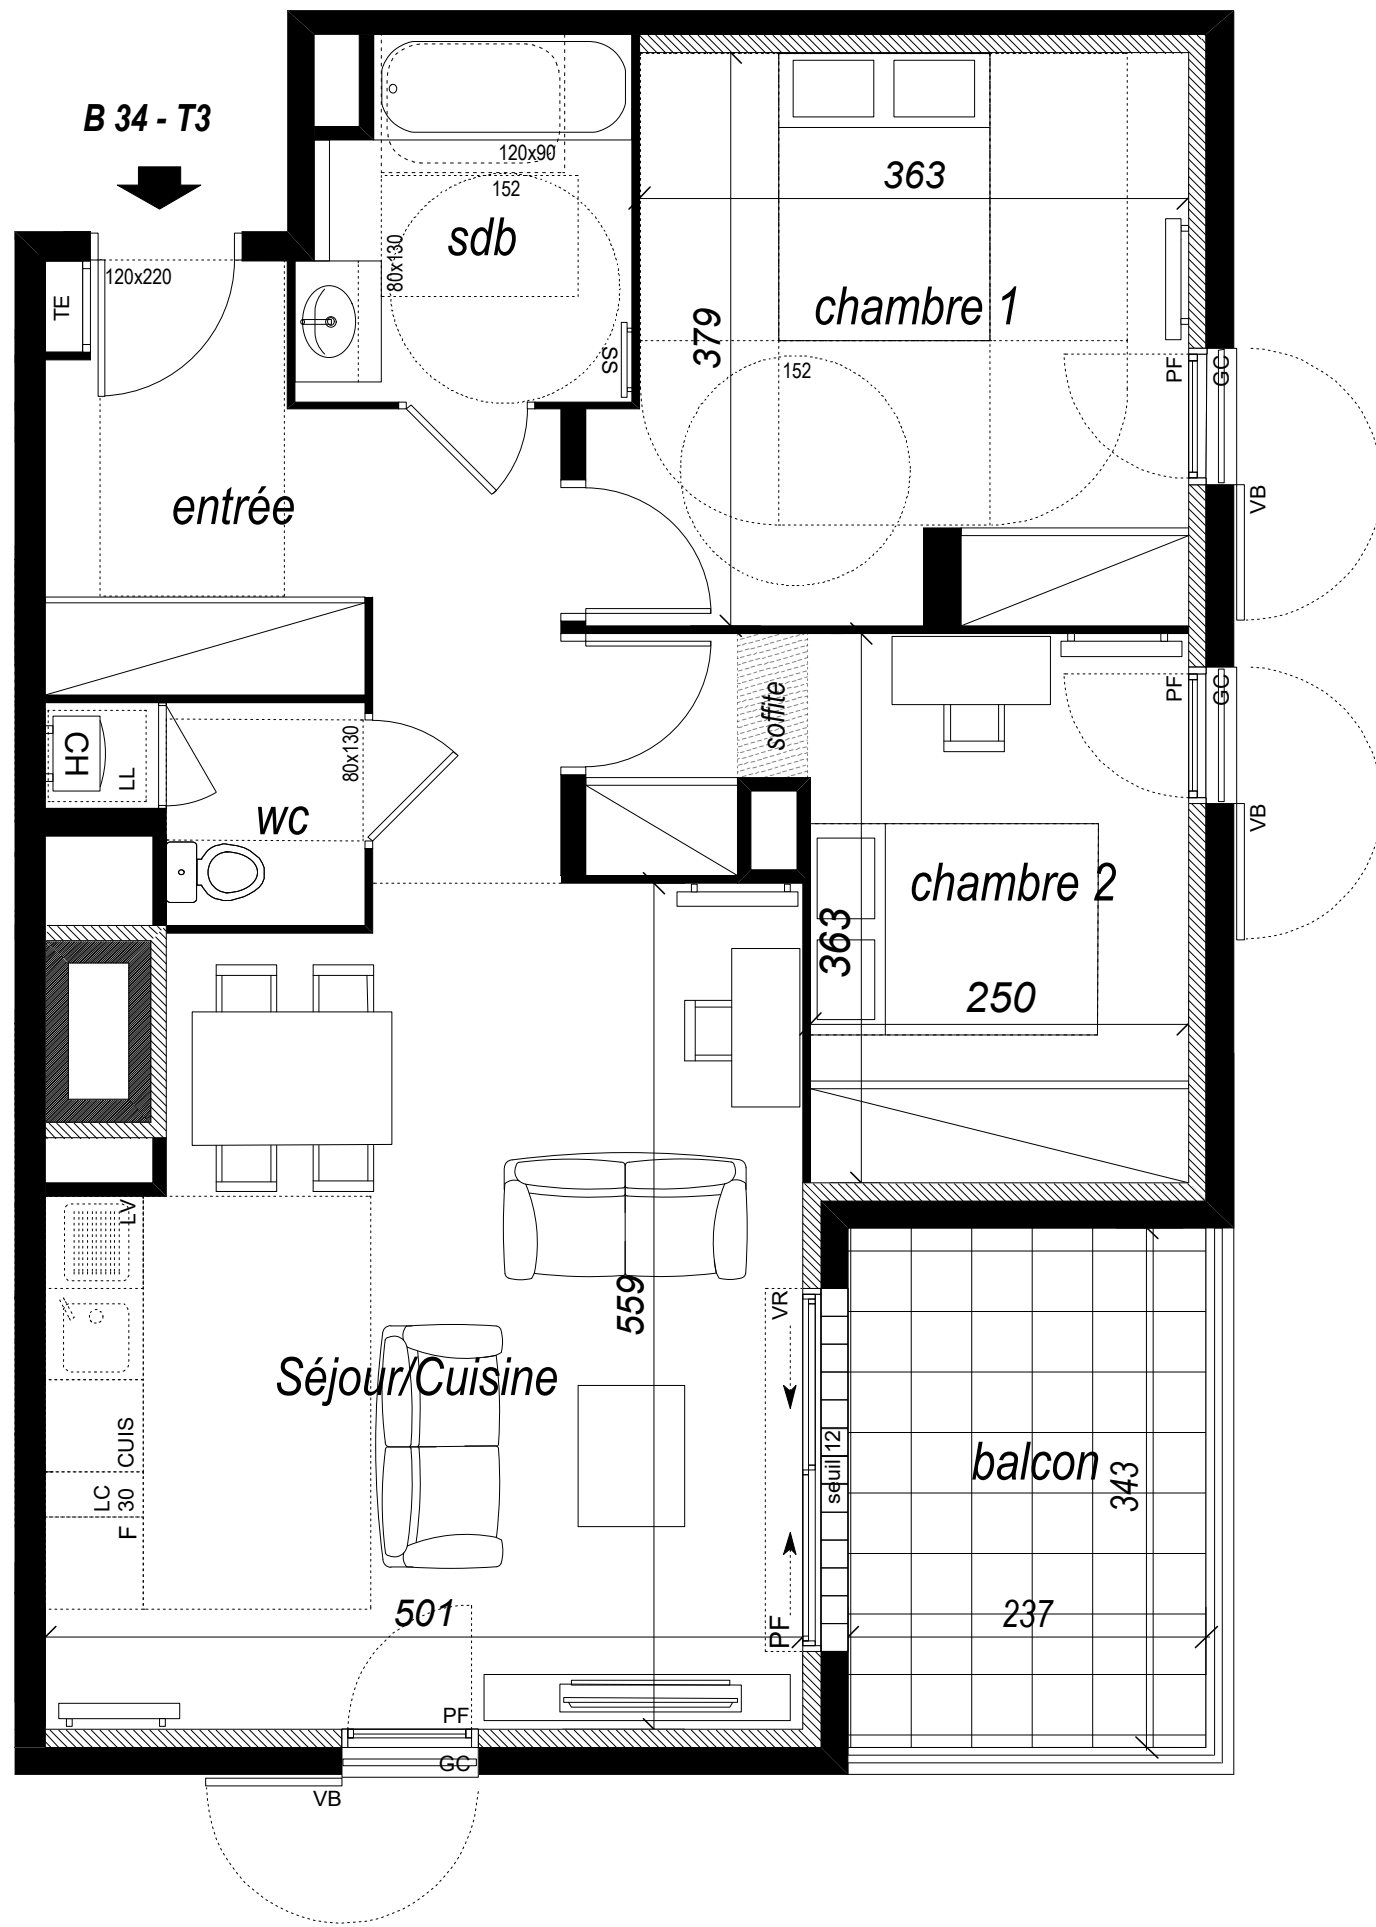 B 34 - T3
120x90
152
sdb
363
80x130
120x220
TE
chambre 1
379
SS
152
PF
GC
VB
entrée
soffite
PF
GC
CH
LL
80x130
wc
VB
chambre 2
363
250
LV
559
VR
Séjour/Cuisine
CUIS
seuil 12
balcon
343
LC
30
F
501
237
PF
PF
GC
VB